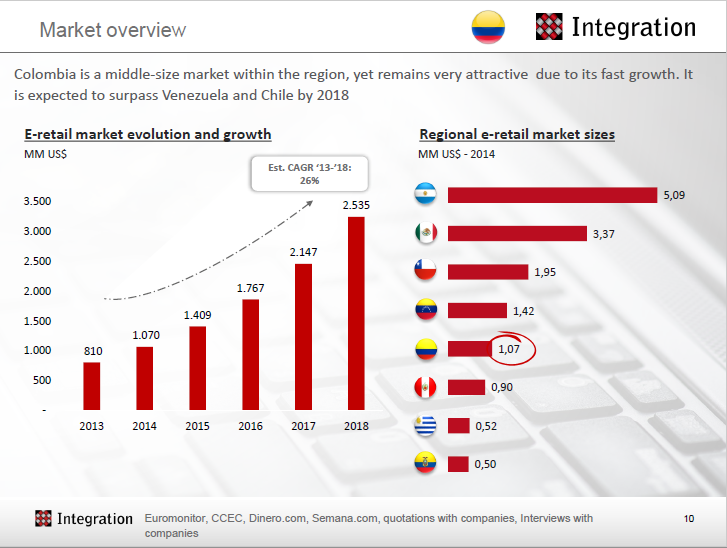 Market overview
Integration
Colombia is a middle-size market within the region, yet remains very attractive due to its fast growth. It
is expected to surpass Venezuela and Chile by 2018
E-retail market evolution and growth
MM US$
Est. CAGR ‘13-’18:
26%
3.500
3.000
2.500
2.000
1.500
1.000
500
-
810
1.070
1.409
1.767
2.147
2.535
2013
2014
2015
2016
2017
2018
Regional e-retail market sizes
MM US$ - 2014
5,09
3,37
1,95
1,42
1,07
0,90
0,52
0,50
Integration
Euromonitor, CCEC, Dinero.com, Semana.com, quotations with companies, Interviews with
companies
10